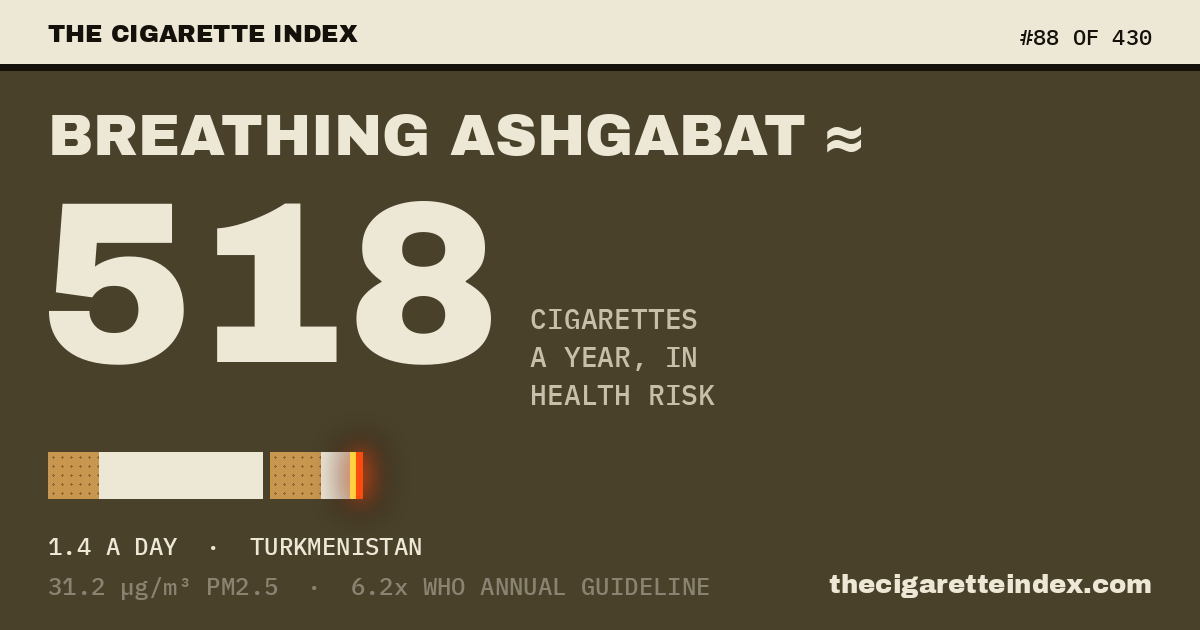 THE CIGARETTE INDEX
#88 OF 430
BREATHING ASHGABAT ≈
518
CIGARETTES
A YEAR, IN
HEALTH RISK
1.4 A DAY · TURKMENISTAN
31.2 µg/m³ PM2.5 · 6.2x WHO ANNUAL GUIDELINE
thecigaretteindex.com